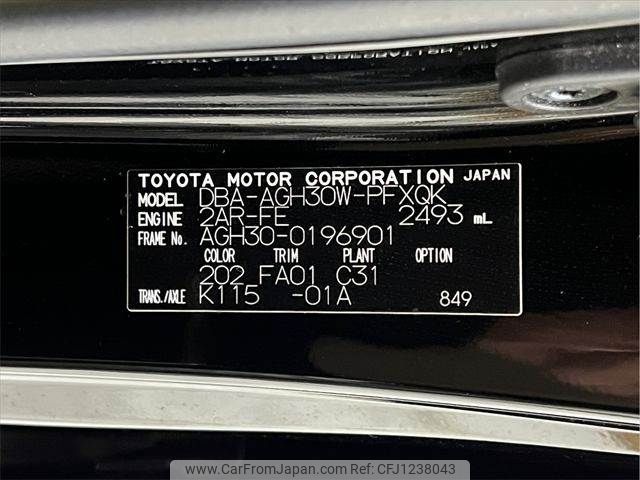 TOYOTA MOTOR CORPORATION JAPAN
MODEL DBA-AGH30W-PFXQK
ENGINE 2AR-FE 2493 mL
FRAME No. AGH30-0196901
COLOR TRIM PLANT OPTION
202 FA01 C31
TRANS./AXLE K115 -01A 849
www.CarFromJapan.com | CFJ1238043